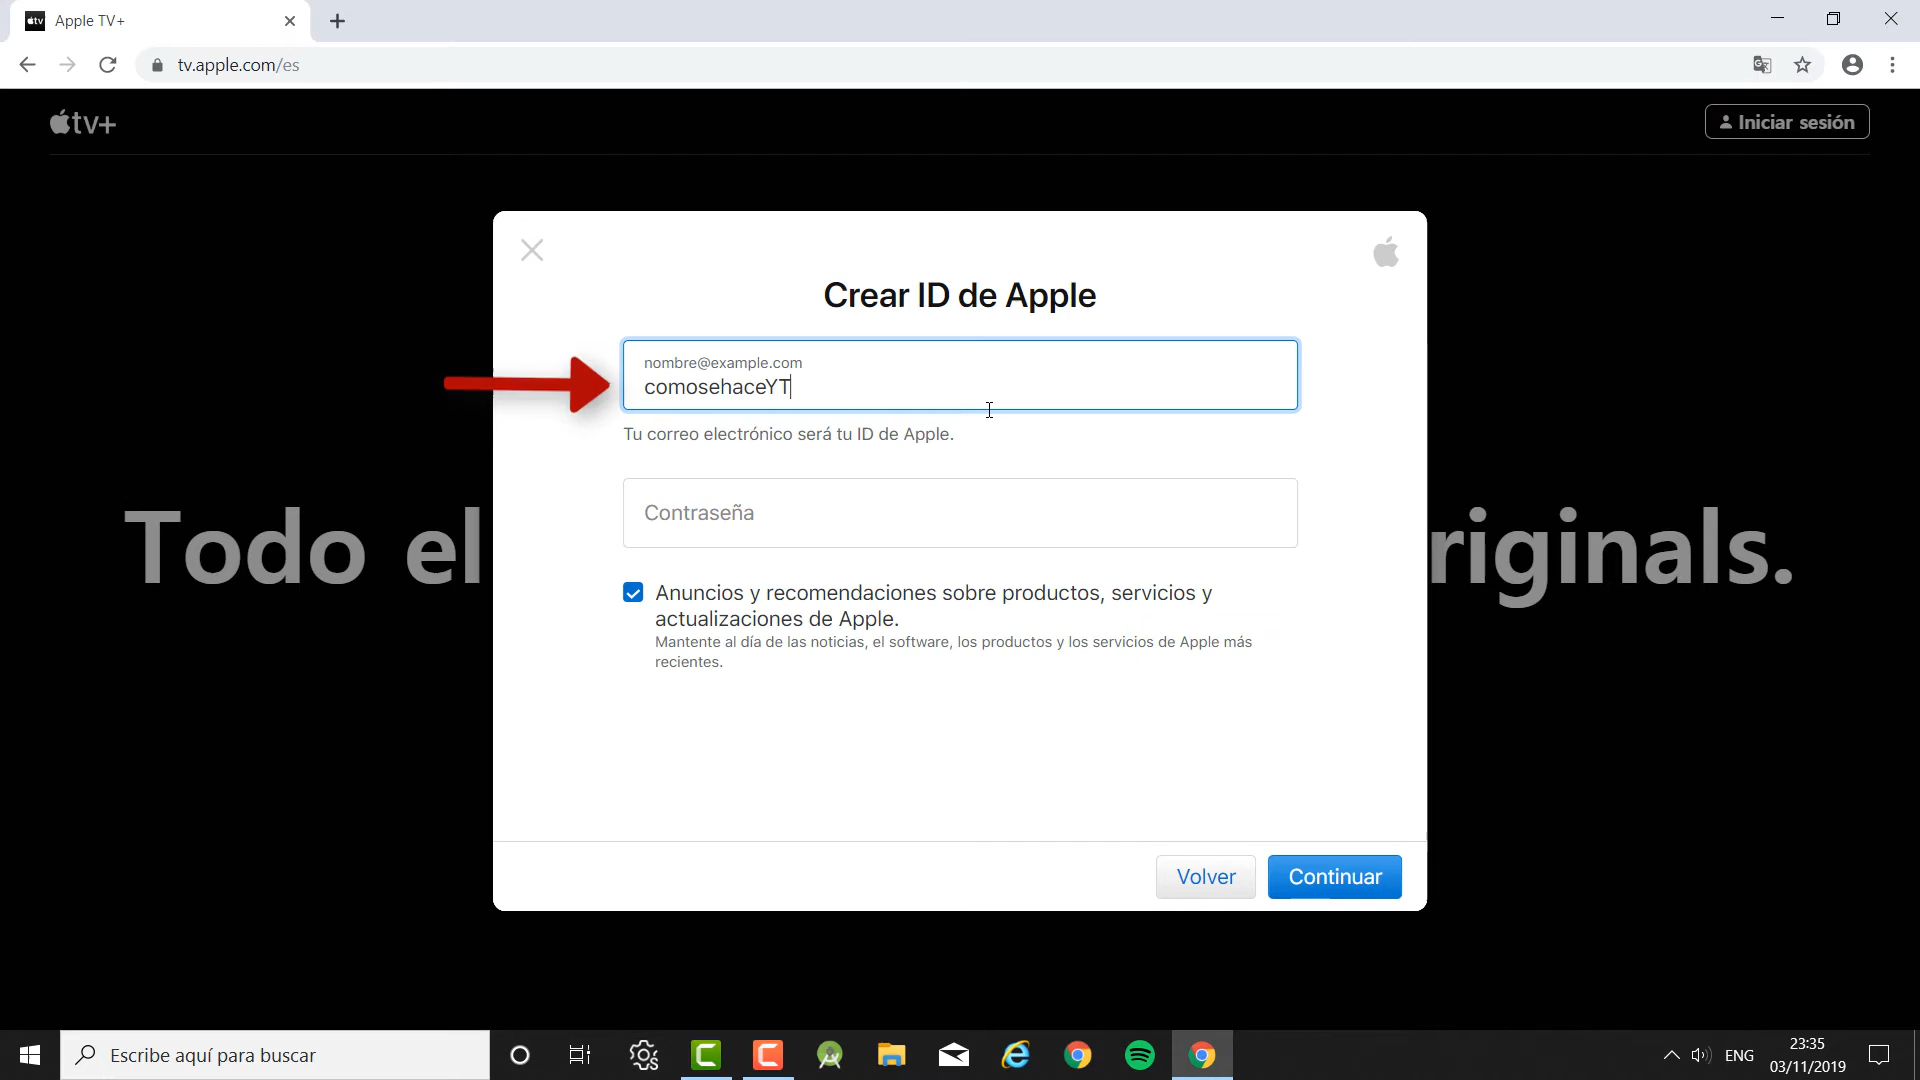 Apple TV+
tv.apple.com/es
tv+
Iniciar sesión
Crear ID de Apple
nombre@example.com
comosehaceYT
Tu correo electrónico será tu ID de Apple.
Contraseña
Todo el
riginals.
Anuncios y recomendaciones sobre productos, servicios y
actualizaciones de Apple.
Mantente al día de las noticias, el software, los productos y los servicios de Apple más
recientes.
Volver
Continuar
Escribe aquí para buscar
ENG
23:35
03/11/2019